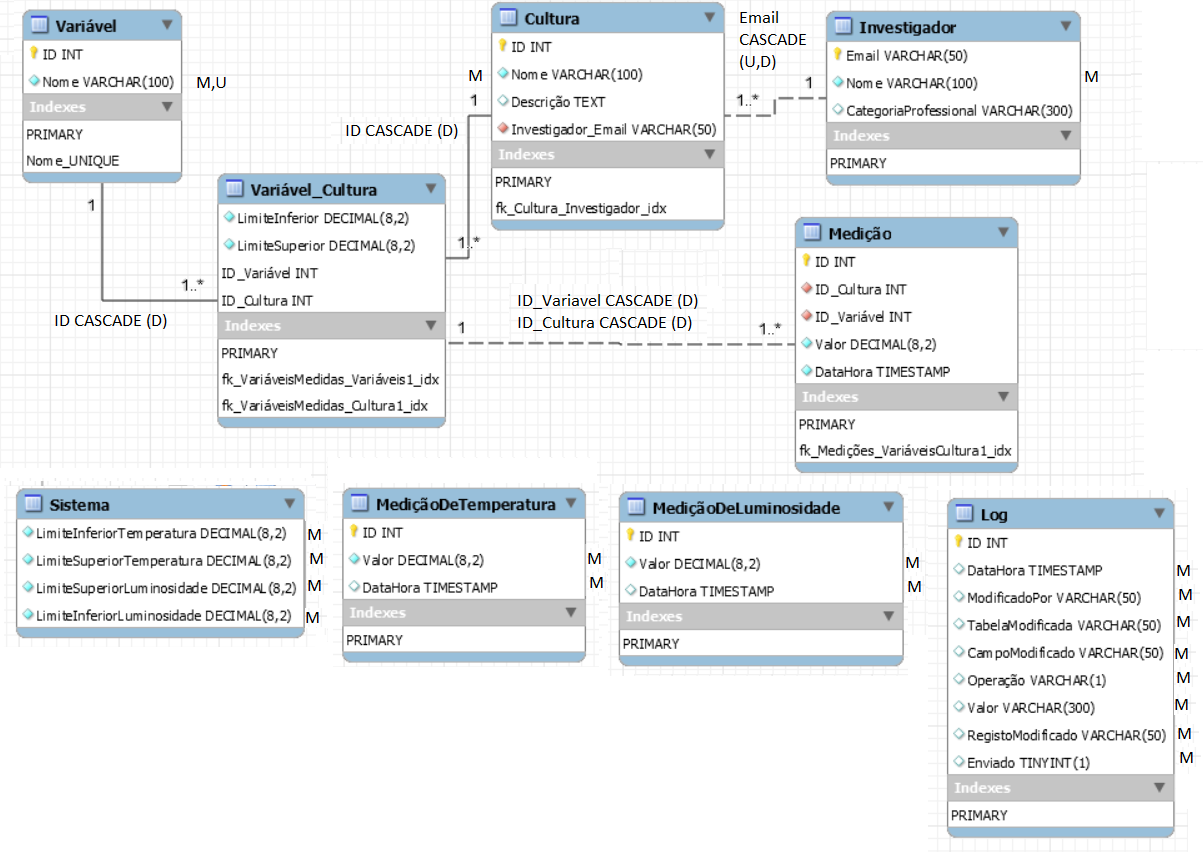 Variável
ID INT
Nome VARCHAR(100)
M,U
Indexes
PRIMARY
Nome_UNIQUE
1
1..*
ID CASCADE (D)
Cultura
ID INT
Nome VARCHAR(100)
M
Descrição TEXT
1
Investigador_Email VARCHAR(50)
Indexes
PRIMARY
fk_Cultura_Investigador_idx
ID CASCADE (D)
1..*
Email
CASCADE
(U,D)
1..*
1
Investigador
Email VARCHAR(50)
Nome VARCHAR(100)
M
CategoriaProfessional VARCHAR(300)
Indexes
PRIMARY
Variável_Cultura
LimiteInferior DECIMAL(8,2)
LimiteSuperior DECIMAL(8,2)
ID_Variável INT
ID_Cultura INT
Indexes
PRIMARY
fk_VariáveisMedidas_Variáveis1_idx
fk_VariáveisMedidas_Cultura1_idx
ID_Variavel CASCADE (D)
ID_Cultura CASCADE (D)
1
1..*
Medição
ID INT
ID_Cultura INT
ID_Variável INT
Valor DECIMAL(8,2)
DataHora TIMESTAMP
Indexes
PRIMARY
fk_Medições_VariáveisCultura1_idx
Sistema
LimiteInferiorTemperatura DECIMAL(8,2) M
LimiteSuperiorTemperatura DECIMAL(8,2) M
LimiteSuperiorLuminosidade DECIMAL(8,2) M
LimiteInferiorLuminosidade DECIMAL(8,2) M
MediçãoDeTemperatura
ID INT
Valor DECIMAL(8,2) M
DataHora TIMESTAMP M
Indexes
PRIMARY
MediçãoDeLuminosidade
ID INT
Valor DECIMAL(8,2) M
DataHora TIMESTAMP M
Indexes
PRIMARY
Log
ID INT
DataHora TIMESTAMP M
ModificadoPor VARCHAR(50) M
TabelaModificada VARCHAR(50) M
CampoModificado VARCHAR(50) M
Operação VARCHAR(1) M
Valor VARCHAR(300) M
RegistoModificado VARCHAR(50) M
Enviado TINYINT(1) M
Indexes
PRIMARY